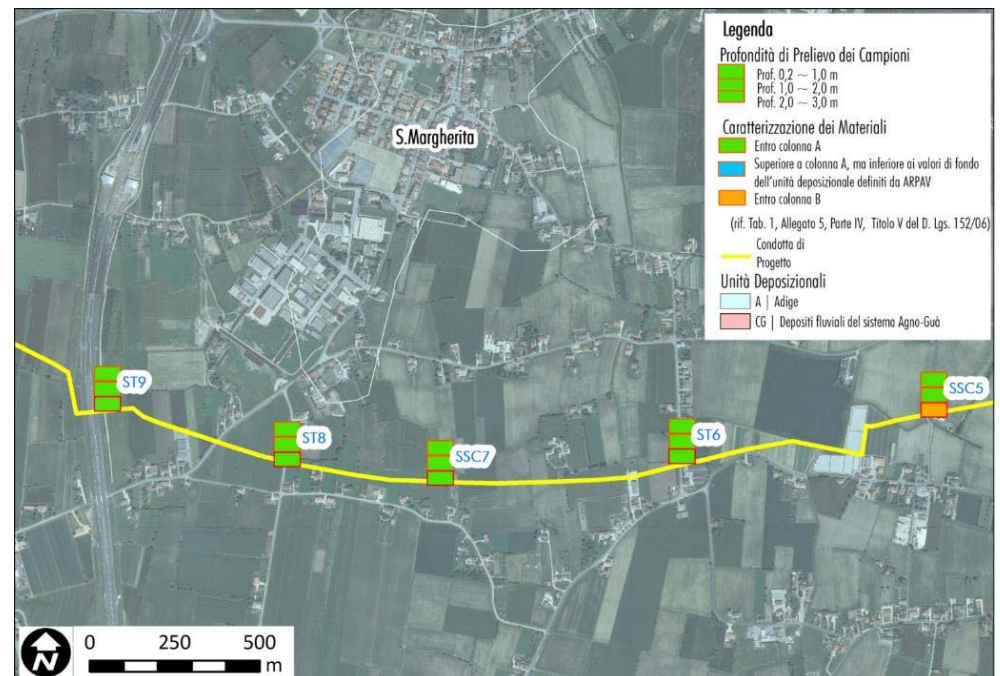 Legenda
Profondità di Prelievo dei Campioni
Prof. 0,2 ~ 1,0 m
Prof. 1,0 ~ 2,0 m
Prof. 2,0 ~ 3,0 m
Caratterizzazione dei Materiali
Entro colonna A
Superiore a colonna A, ma inferiore ai valori di fondo
dell'unità deposizionale definiti da ARPAV
Entro colonna B
(rif. Tab. 1, Allegato 5, Parte IV, Titolo V del D. Lgs. 152/06)
Condotta di
Progetto
Unità Deposizionali
A | Adige
CG | Depositi fluviali del sistema Agno-Guà
S.Margherita
ST9
ST8
SSC7
ST6
SSC5
N
0 250 500
m